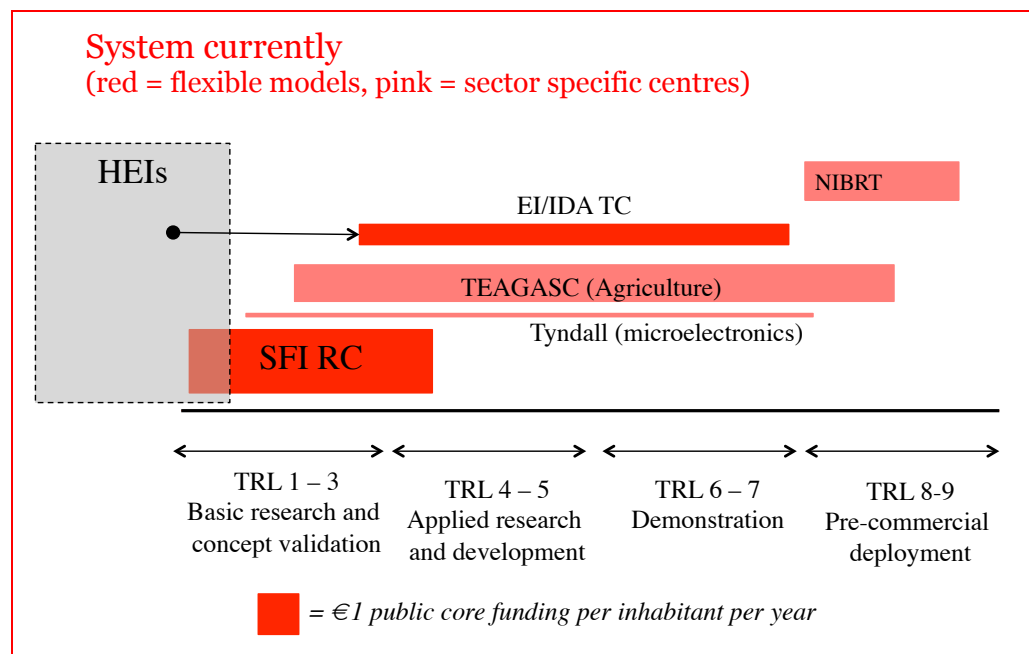 System currently
(red = flexible models, pink = sector specific centres)
HEIs
NIBRT
EI/IDA TC
TEAGASC (Agriculture)
Tyndall (microelectronics)
SFI RC
TRL 1 – 3
Basic research and
concept validation
TRL 4 – 5
Applied research
and development
TRL 6 – 7
Demonstration
TRL 8-9
Pre-commercial
deployment
= €1 public core funding per inhabitant per year